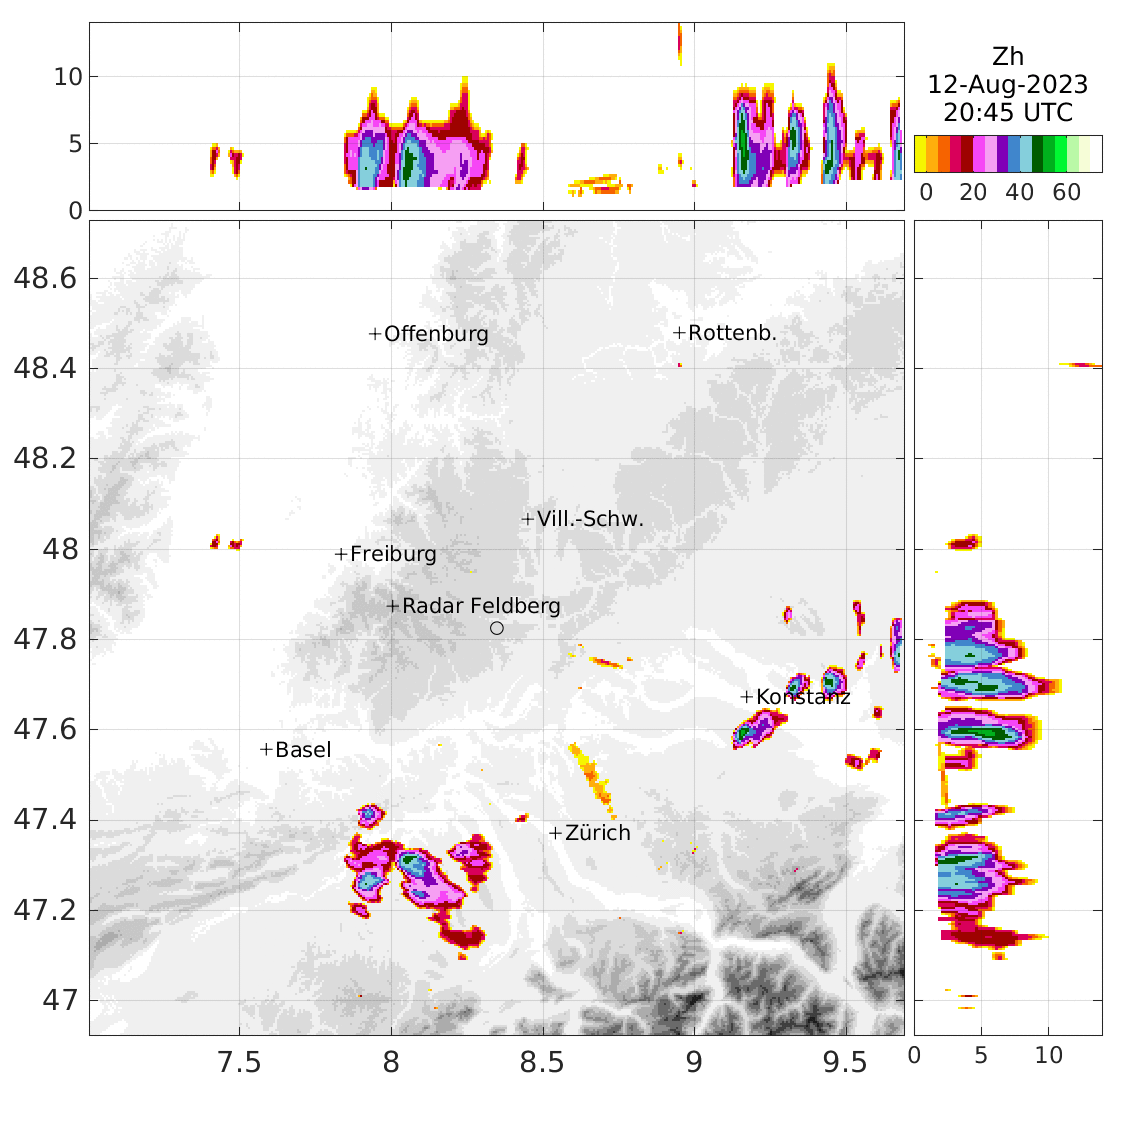 10
5
0
Zh
12-Aug-2023
20:45 UTC
0 20 40 60
48.6
48.4
48.2
48
47.8
47.6
47.4
47.2
47
+Offenburg
+Rottenb.
+Vill.-Schw.
+Freiburg
+Radar Feldberg
+Konstanz
+Basel
+Zürich
7.5 8 8.5 9 9.5
0 5 10